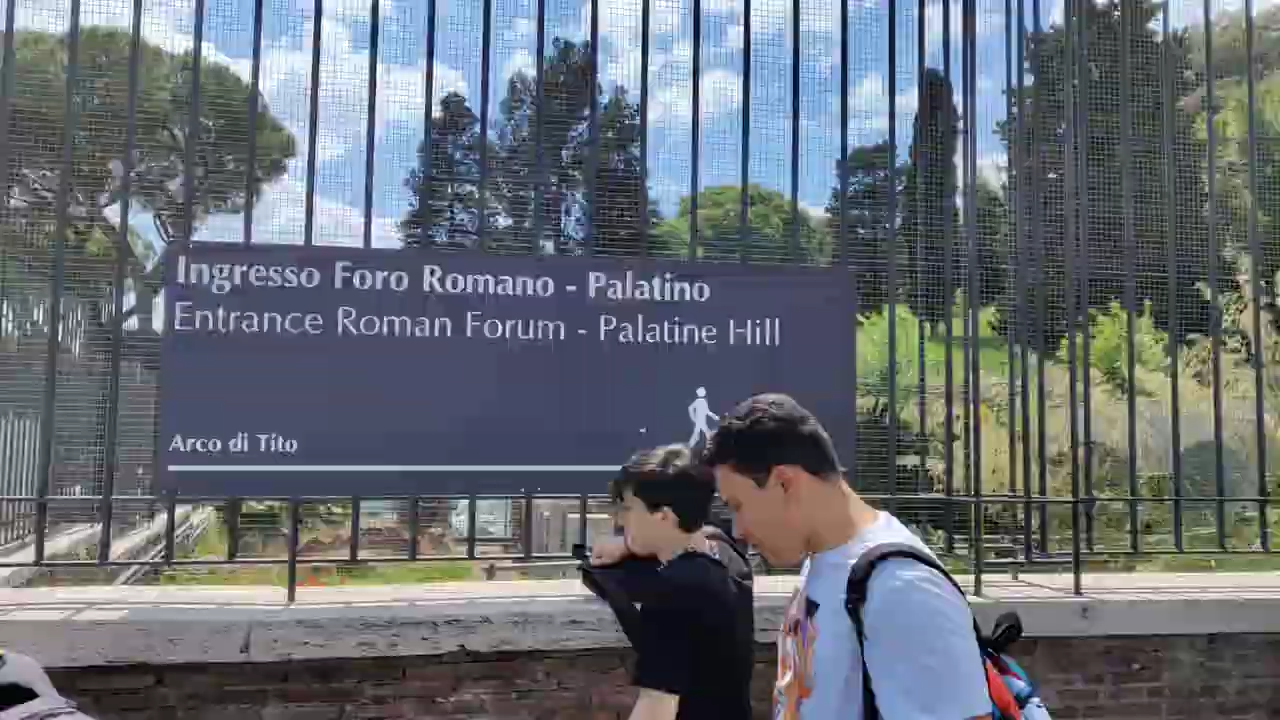 Ingresso Foro Romano - Palatino
Entrance Roman Forum - Palatine Hill
Arco di Tito